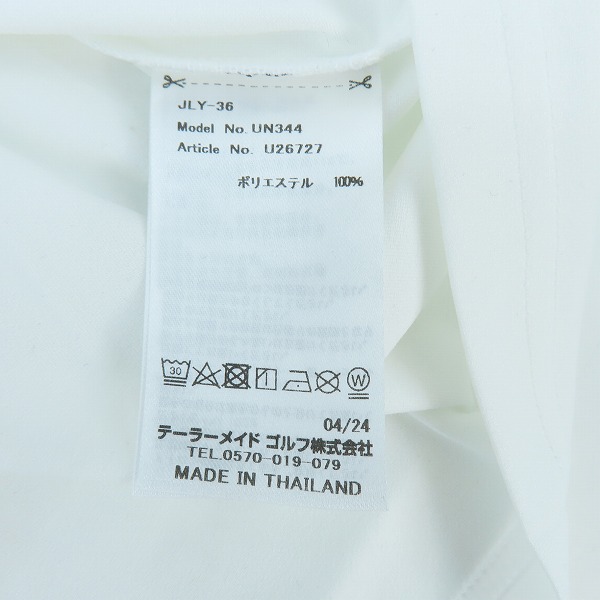 JLY-36
Model No. UN344
Article No. U26727
ポリエステル 100%
30
W
04/24
テーラーメイド ゴルフ株式会社
TEL.0570-019-079
MADE IN THAILAND